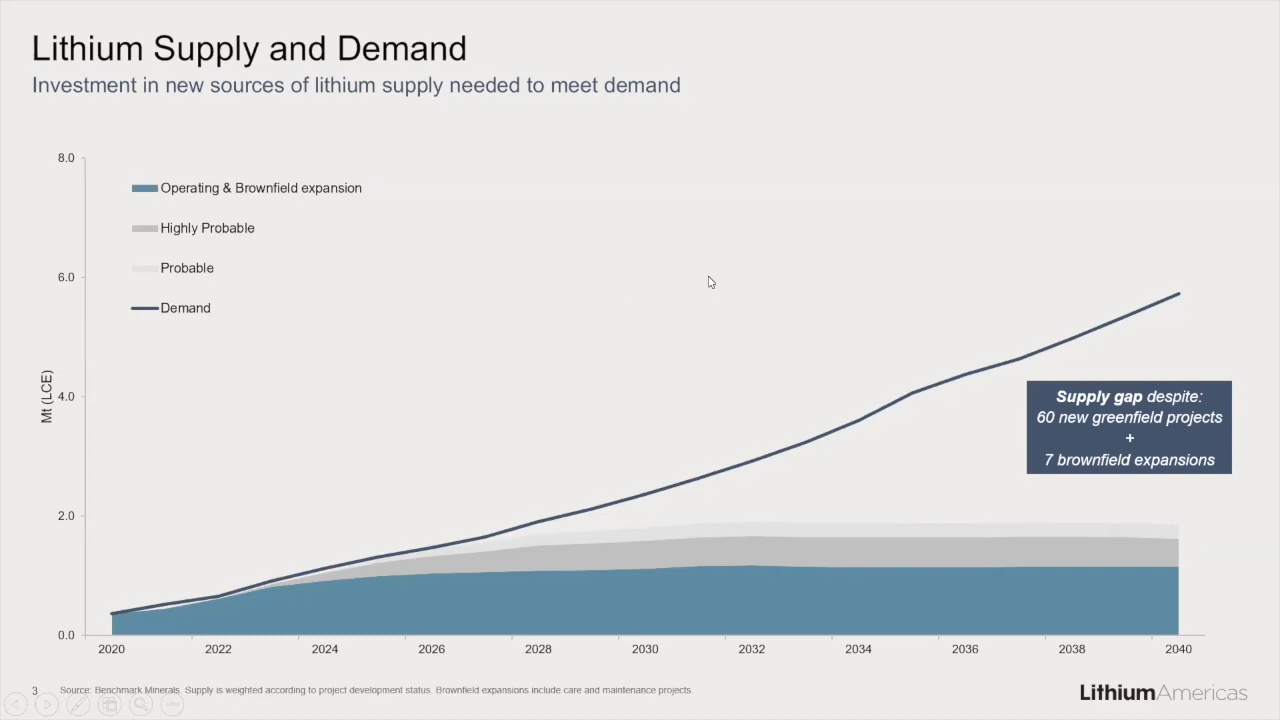 Lithium Supply and Demand
Investment in new sources of lithium supply needed to meet demand
8.0
Operating & Brownfield expansion
Highly Probable
Probable
6.0
Demand
Mt (LCE)
4.0
Supply gap despite:
60 new greenfield projects
+
7 brownfield expansions
2.0
0.0
2020
2022
2024
2026
2028
2030
2032
2034
2036
2038
2040
3
Source: Benchmark Minerals. Supply is weighted according to project development status. Brownfield expansions include care and maintenance projects.
LithiumAmericas